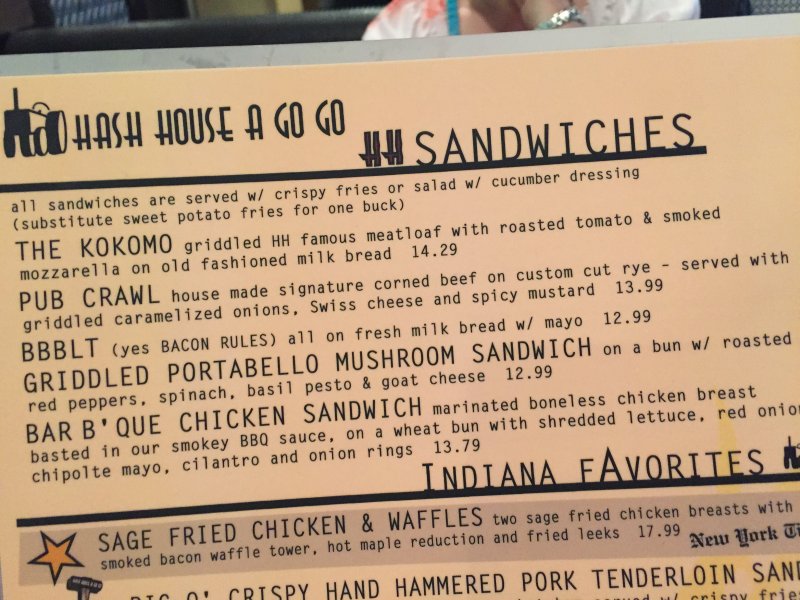 HASH HOUSE A GO GO
HH SANDWICHES
all sandwiches are served w/ crispy fries or salad w/ cucumber dressing
(substitute sweet potato fries for one buck)
THE KOKOMO griddled HH famous meatloaf with roasted tomato & smoked
mozzarella on old fashioned milk bread 14.29
PUB CRAWL house made signature corned beef on custom cut rye - served with
griddled caramelized onions, Swiss cheese and spicy mustard 13.99
BBBLT (yes BACON RULES) all on fresh milk bread w/ mayo 12.99
GRIDDLED PORTABELLO MUSHROOM SANDWICH on a bun w/ roasted
red peppers, spinach, basil pesto & goat cheese 12.99
BAR B'QUE CHICKEN SANDWICH marinated boneless chicken breast
basted in our smokey BBQ sauce, on a wheat bun with shredded lettuce, red onion
chipolte mayo, cilantro and onion rings 13.79
INDIANA FAVORITES
SAGE FRIED CHICKEN & WAFFLES two sage fried chicken breasts with
smoked bacon waffle tower, hot maple reduction and fried leeks 17.99 New York
O' CRISPY HAND HAMMERED PORK TENDERLOIN